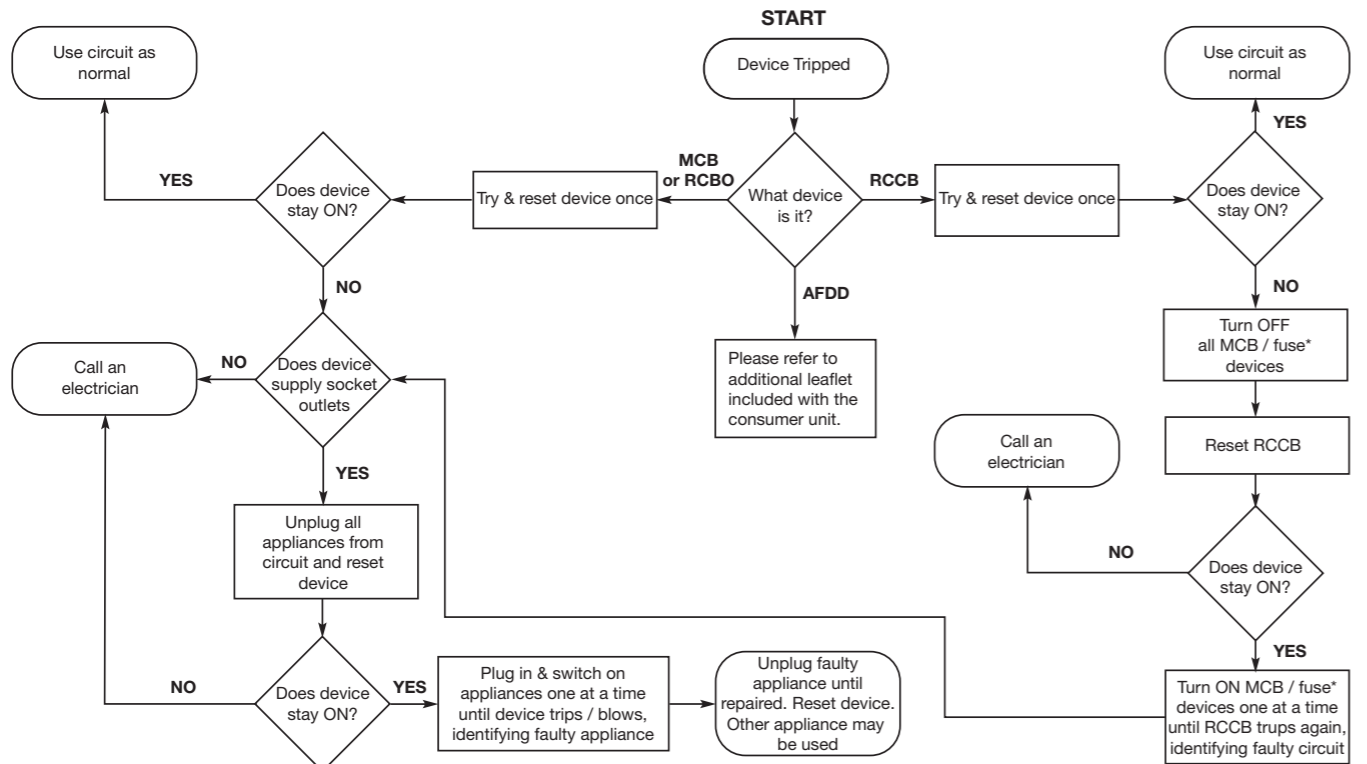 START
Device Tripped
Use circuit as
normal
Use circuit as
normal
YES
MCB
or RCBO
RCCB
YES
Does device
stay ON?
Try & reset device once
What device
is it?
Try & reset device once
Does device
stay ON?
NO
AFDD
NO
Call an
electrician
NO
Does device
supply socket
outlets
Please refer to
additional leaflet
included with the
consumer unit.
Turn OFF
all MCB / fuse*
devices
Call an
electrician
Reset RCCB
YES
Unplug all
appliances from
circuit and reset
device
NO
Does device
stay ON?
YES
NO
Does device
stay ON?
YES
Plug in & switch on
appliances one at a time
until device trips / blows,
identifying faulty appliance
Unplug faulty
appliance until
repaired. Reset device.
Other appliance may
be used
Turn ON MCB / fuse*
devices one at a time
until RCCB trups again,
identifying faulty circuit